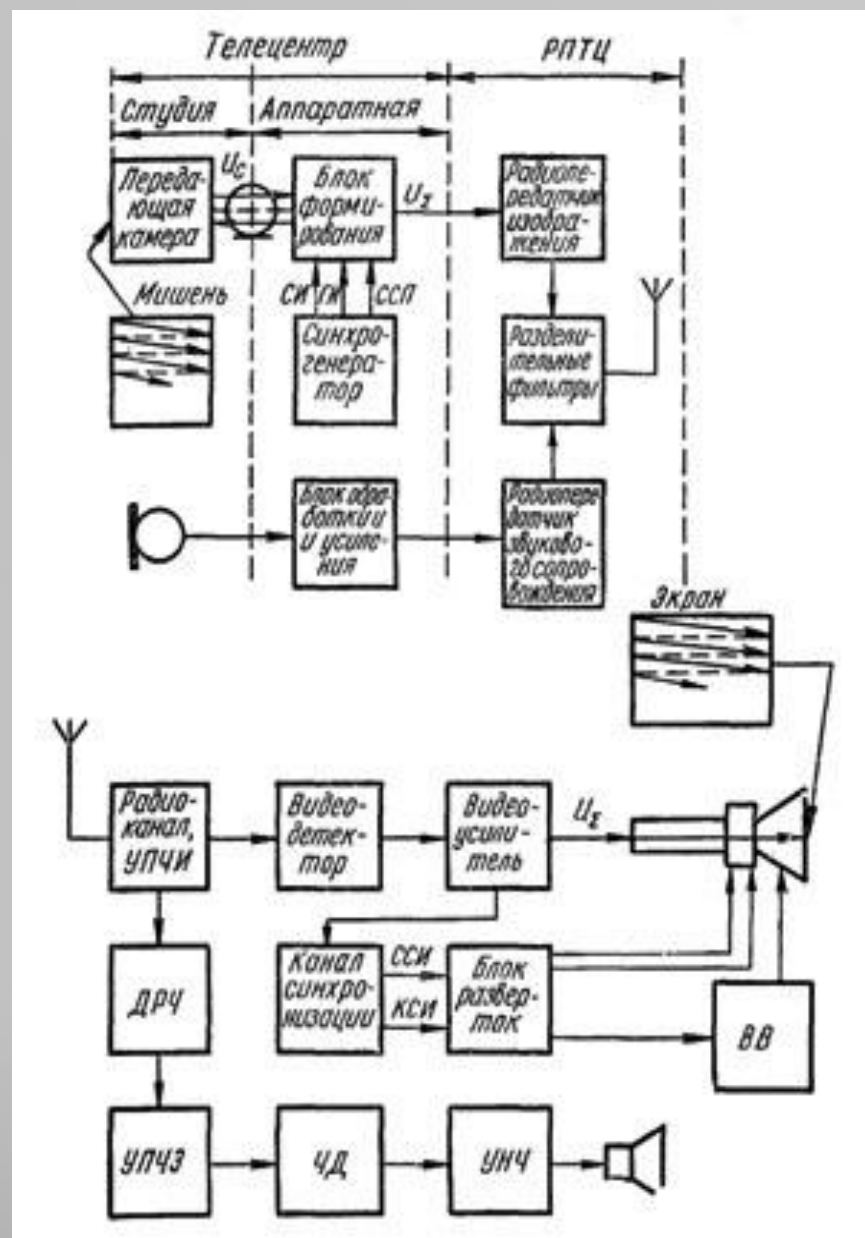 Телецентр
РПТЦ
Студия
Аппаратная
Передa-
ющая
камера
Uс
Блок
форми-
рования
UΣ
Радиопе-
редатчик
изобра-
жения
Мишень
СИ ГИ ССП
Синхро-
генера-
тор
Раздели-
тельные
фильтры
Блок обра-
ботки и
и усиле-
ния
Радиопере-
датчик
звуково-
го сопро-
вождения
Экран
Радио-
канал,
УПЧИ
Видео-
детек-
тор
Видео-
усили-
тель
UΣ
ДРЧ
Канал
синхро-
низации
ССИ
КСИ
Блок
развер-
ток
ВВ
УПЧЗ
ЧД
УНЧ